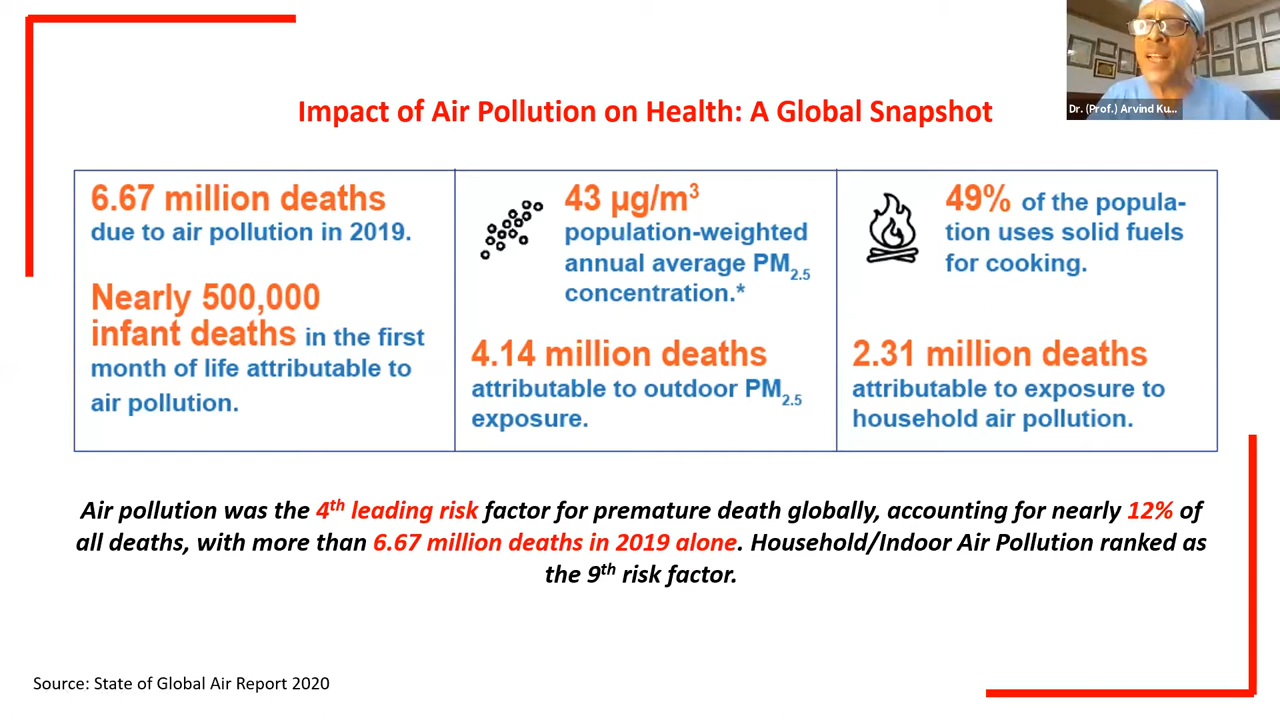 Dr. (Prof.) Arvind Ku...
Impact of Air Pollution on Health: A Global Snapshot
6.67 million deaths
due to air pollution in 2019.
Nearly 500,000
infant deaths in the first
month of life attributable to
air pollution.
43 µg/m³
population-weighted
annual average PM₂.₅
concentration.*
4.14 million deaths
attributable to outdoor PM₂.₅
exposure.
49% of the popula-
tion uses solid fuels
for cooking.
2.31 million deaths
attributable to exposure to
household air pollution.
Air pollution was the 4th leading risk factor for premature death globally, accounting for nearly 12% of
all deaths, with more than 6.67 million deaths in 2019 alone. Household/Indoor Air Pollution ranked as
the 9th risk factor.
Source: State of Global Air Report 2020